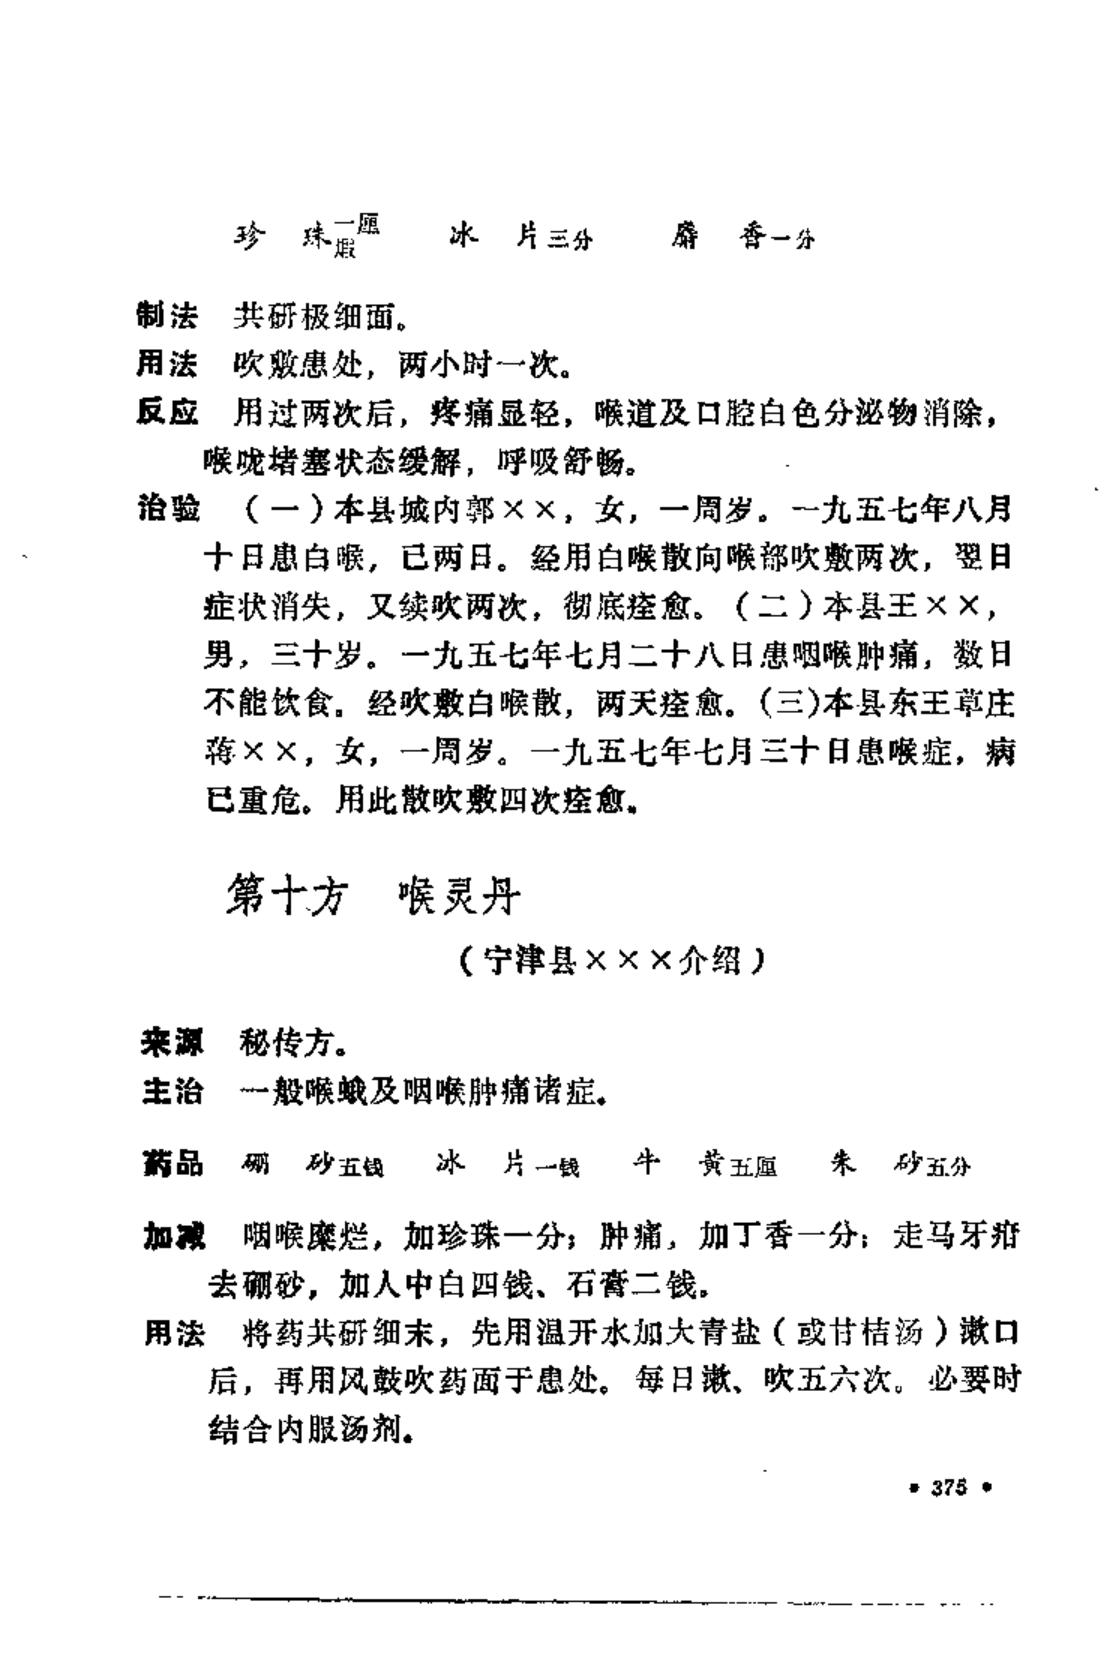 珍 珠一厘煅 冰 片三分 麝 香一分
制法 共研极细面。
用法 吹敷患处，两小时一次。
反应 用过两次后，疼痛显轻，喉道及口腔白色分泌物消除，
喉咙堵塞状态缓解，呼吸舒畅。
治验 （一）本县城内郭××，女，一周岁。一九五七年八月
十日患白喉，已两日。经用白喉散向喉部吹敷两次，翌日
症状消失，又续吹两次，彻底痊愈。（二）本县王××，
男，三十岁。一九五七年七月二十八日患咽喉肿痛，数日
不能饮食。经吹敷白喉散，两天痊愈。（三）本县东王草庄
蒋××，女，一周岁。一九五七年七月三十日患喉症，病
已重危。用此散吹敷四次痊愈。
第十方 喉灵丹
（宁津县×××介绍）
来源 秘传方。
主治 一般喉蛾及咽喉肿痛诸症。
药品 硼 砂五钱 冰 片一钱 牛 黄五厘 朱 砂五分
加减 咽喉糜烂，加珍珠一分；肿痛，加丁香一分；走马牙疳
去硼砂，加人中白四钱、石膏二钱。
用法 将药共研细末，先用温开水加大青盐（或甘桔汤）漱口
后，再用风鼓吹药面于患处。每日漱、吹五六次。必要时
结合内服汤剂。
• 375 •